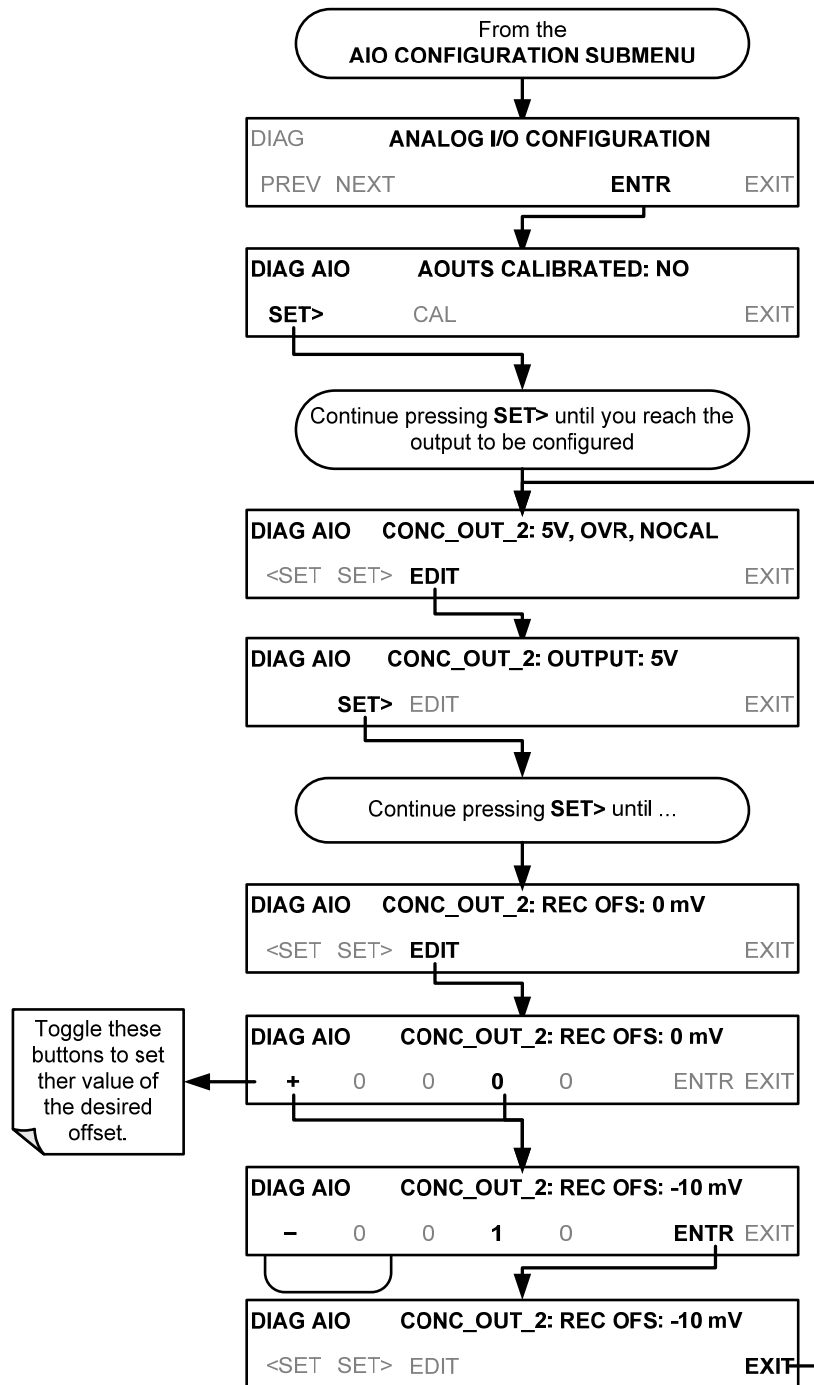 From the
AIO CONFIGURATION SUBMENU
DIAG ANALOG I/O CONFIGURATION
PREV NEXT ENTR EXIT
DIAG AIO AOUTS CALIBRATED: NO
SET> CAL EXIT
Continue pressing SET> until you reach the
output to be configured
DIAG AIO CONC_OUT_2: 5V, OVR, NOCAL
<SET SET> EDIT EXIT
DIAG AIO CONC_OUT_2: OUTPUT: 5V
SET> EDIT EXIT
Continue pressing SET> until ...
DIAG AIO CONC_OUT_2: REC OFS: 0 mV
<SET SET> EDIT EXIT
Toggle these
buttons to set
ther value of
the desired
offset.
DIAG AIO CONC_OUT_2: REC OFS: 0 mV
+ 0 0 0 0 ENTR EXIT
DIAG AIO CONC_OUT_2: REC OFS: -10 mV
– 0 0 1 0 ENTR EXIT
DIAG AIO CONC_OUT_2: REC OFS: -10 mV
<SET SET> EDIT EXIT